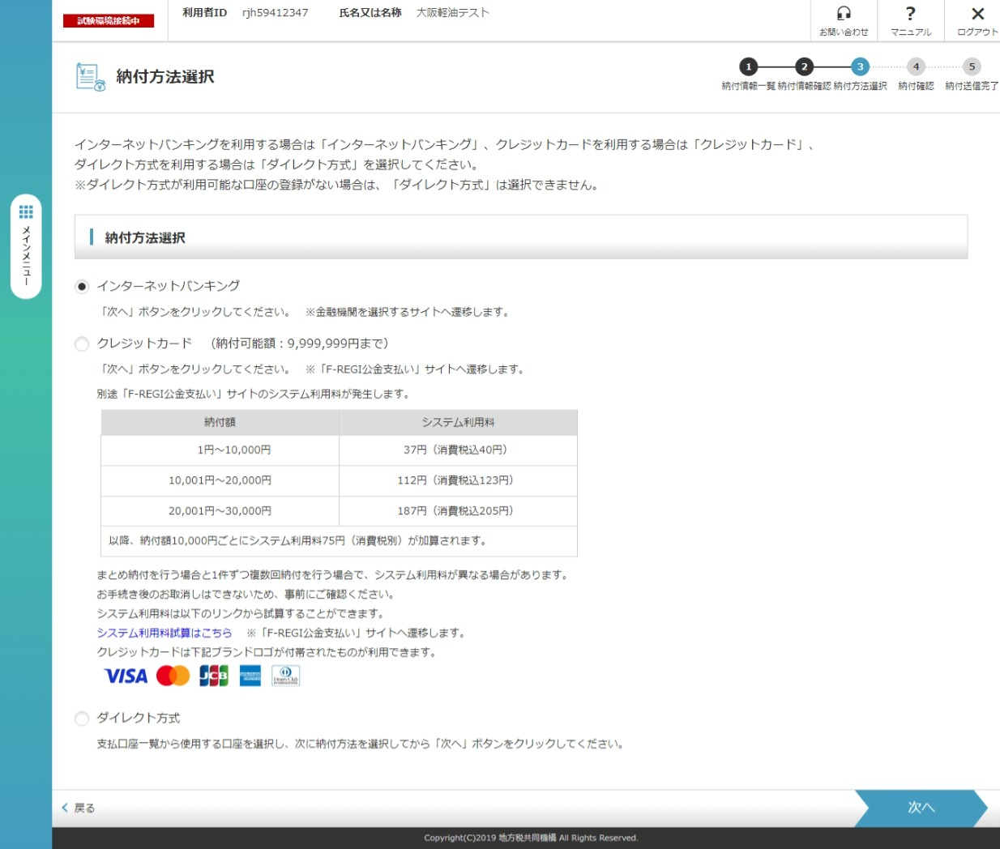 試験環境接続中
利用者ID rjh59412347 氏名又は名称 大阪軽油テスト
お問い合わせ
? マニュアル
ログアウト
納付方法選択
1 2 3 4 5
納付情報一覧 納付情報確認 納付方法選択 納付確認 納付送信完了
メインメニュー
インターネットバンキングを利用する場合は「インターネットバンキング」、クレジットカードを利用する場合は「クレジットカード」、
ダイレクト方式を利用する場合は「ダイレクト方式」を選択してください。
※ダイレクト方式が利用可能な口座の登録がない場合は、「ダイレクト方式」は選択できません。
納付方法選択
インターネットバンキング
「次へ」ボタンをクリックしてください。 ※金融機関を選択するサイトへ遷移します。
クレジットカード （納付可能額：9,999,999円まで）
「次へ」ボタンをクリックしてください。 ※「F-REGI公金支払い」サイトへ遷移します。
別途「F-REGI公金支払い」サイトのシステム利用料が発生します。
納付額 システム利用料
1円～10,000円 37円（消費税込40円）
10,001円～20,000円 112円（消費税込123円）
20,001円～30,000円 187円（消費税込205円）
以降、納付額10,000円ごとにシステム利用料75円（消費税別）が加算されます。
まとめ納付を行う場合と1件ずつ複数回納付を行う場合で、システム利用料が異なる場合があります。
お手続き後のお取消しはできないため、事前にご確認ください。
システム利用料は以下のリンクから試算することができます。
システム利用料試算はこちら ※「F-REGI公金支払い」サイトへ遷移します。
クレジットカードは下記ブランドロゴが付帯されたものが利用できます。
VISA JCB AMERICAN EXPRESS Diners Club INTERNATIONAL
ダイレクト方式
支払口座一覧から使用する口座を選択し、次に納付方法を選択してから「次へ」ボタンをクリックしてください。
戻る
次へ
Copyright(C)2019 地方税共同機構 All Rights Reserved.